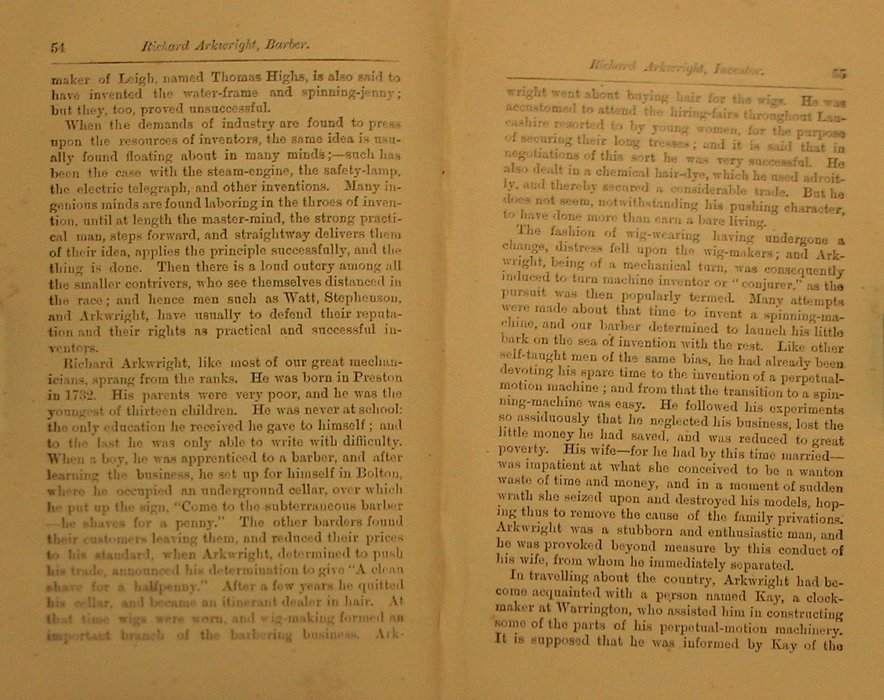 54
Richard Arkwright, Barber.
maker of Leigh, named Thomas Highs, is also said to
have invented the water-frame and spinning-jenny;
but they, too, proved unsuccessful.
When the demands of industry are found to press
upon the resources of inventors, the same idea is usu-
ally found floating about in many minds;—such has
been the case with the steam-engine, the safety-lamp,
the electric telegraph, and other inventions. Many in-
genious minds are found laboring in the throes of inven-
tion, until at length the master-mind, the strong practi-
cal man, steps forward, and straightway delivers them
of their idea, applies the principle successfully, and the
thing is done. Then there is a loud outcry among all
the smaller contrivers, who see themselves distanced in
the race; and hence men such as Watt, Stephenson,
and Arkwright, have usually to defend their reputa-
tion and their rights as practical and successful in-
ventors.
Richard Arkwright, like most of our great mechan-
icians, sprang from the ranks. He was born in Preston
in 1732. His parents were very poor, and he was the
youngest of thirteen children. He was never at school:
the only education he received he gave to himself; and
to the last he was only able to write with difficulty.
When a boy, he was apprenticed to a barber, and after
learning the business, he set up for himself in Bolton,
where he occupied an underground cellar, over which
he put up the sign, "Come to the subterraneous barber
—he shaves for a penny." The other barders found
their customers leaving them, and reduced their prices
to his standard, when Arkwright, determined to push
his trade, announced his determination to give "A clean
shave for a halfpenny." After a few years he quitted
his cellar, and became an itinerant dealer in hair. At
that time wigs were worn, and wig-making formed an
important branch of the barbering business. Ark-
Richard Arkwright, Inventor.
55
wright went about buying hair for the wigs. He was
accustomed to attend the hiring-fairs throughout Lan-
cashire resorted to by young women, for the purpose
of securing their long tresses; and it is said that in
negotiations of this sort he was very successful. He
also dealt in a chemical hair-dye, which he used adroit-
ly, and thereby secured a considerable trade. But he
does not seem, notwithstanding his pushing character,
to have done more than earn a bare living.
The fashion of wig-wearing having undergone a
change, distress fell upon the wig-makers; and Ark-
wright, being of a mechanical turn, was consequently
induced to turn machine inventor or "conjurer," as the
pursuit was then popularly termed. Many attempts
were made about that time to invent a spinning-ma-
chine, and our barber determined to launch his little
bark on the sea of invention with the rest. Like other
self-taught men of the same bias, he had already been
devoting his spare time to the invention of a perpetual-
motion machine; and from that the transition to a spin-
ning-machine was easy. He followed his experiments
so assiduously that he neglected his business, lost the
little money he had saved, and was reduced to great
poverty. His wife—for he had by this time married—
was impatient at what she conceived to be a wanton
waste of time and money, and in a moment of sudden
wrath she seized upon and destroyed his models, hop-
ing thus to remove the cause of the family privations.
Arkwright was a stubborn and enthusiastic man, and
he was provoked beyond measure by this conduct of
his wife, from whom he immediately separated.
In travelling about the country, Arkwright had be-
come acquainted with a person named Kay, a clock-
maker at Warrington, who assisted him in constructing
some of the parts of his perpetual-motion machinery.
It is supposed that he was informed by Kay of the